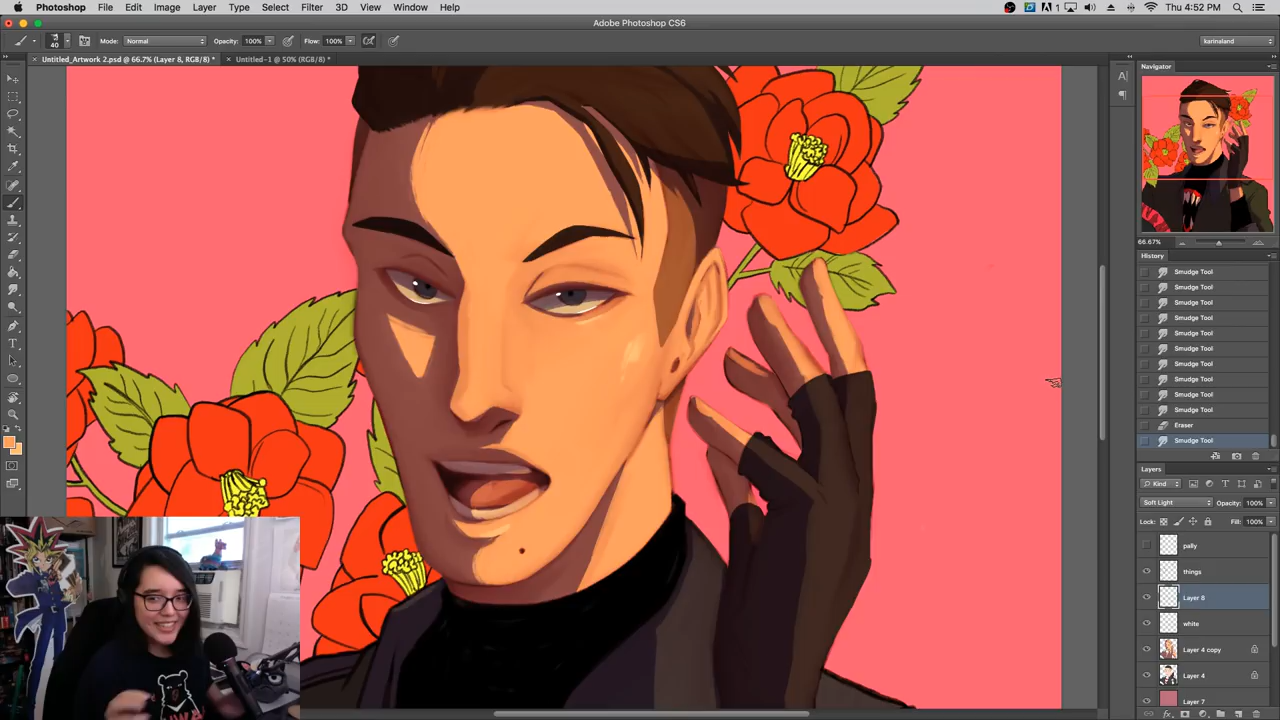 Photoshop File Edit Image Layer Type Select Filter 3D View Window Help 1 Thu 4:52 PM
Adobe Photoshop CS6
40 Mode: Normal Opacity: 100% Flow: 100% karinaland
× Untitled_Artwork 2.psd @ 66.7% (Layer 8, RGB/8) * × Untitled-1 @ 50% (RGB/8) *
Navigator
66.67%
History
Smudge Tool
Smudge Tool
Smudge Tool
Smudge Tool
Smudge Tool
Smudge Tool
Smudge Tool
Smudge Tool
Smudge Tool
Smudge Tool
Eraser
Smudge Tool
Layers
Kind
Soft Light Opacity: 100%
Lock: Fill: 100%
pally
things
Layer 8
white
Layer 4 copy
Layer 4
Layer 7